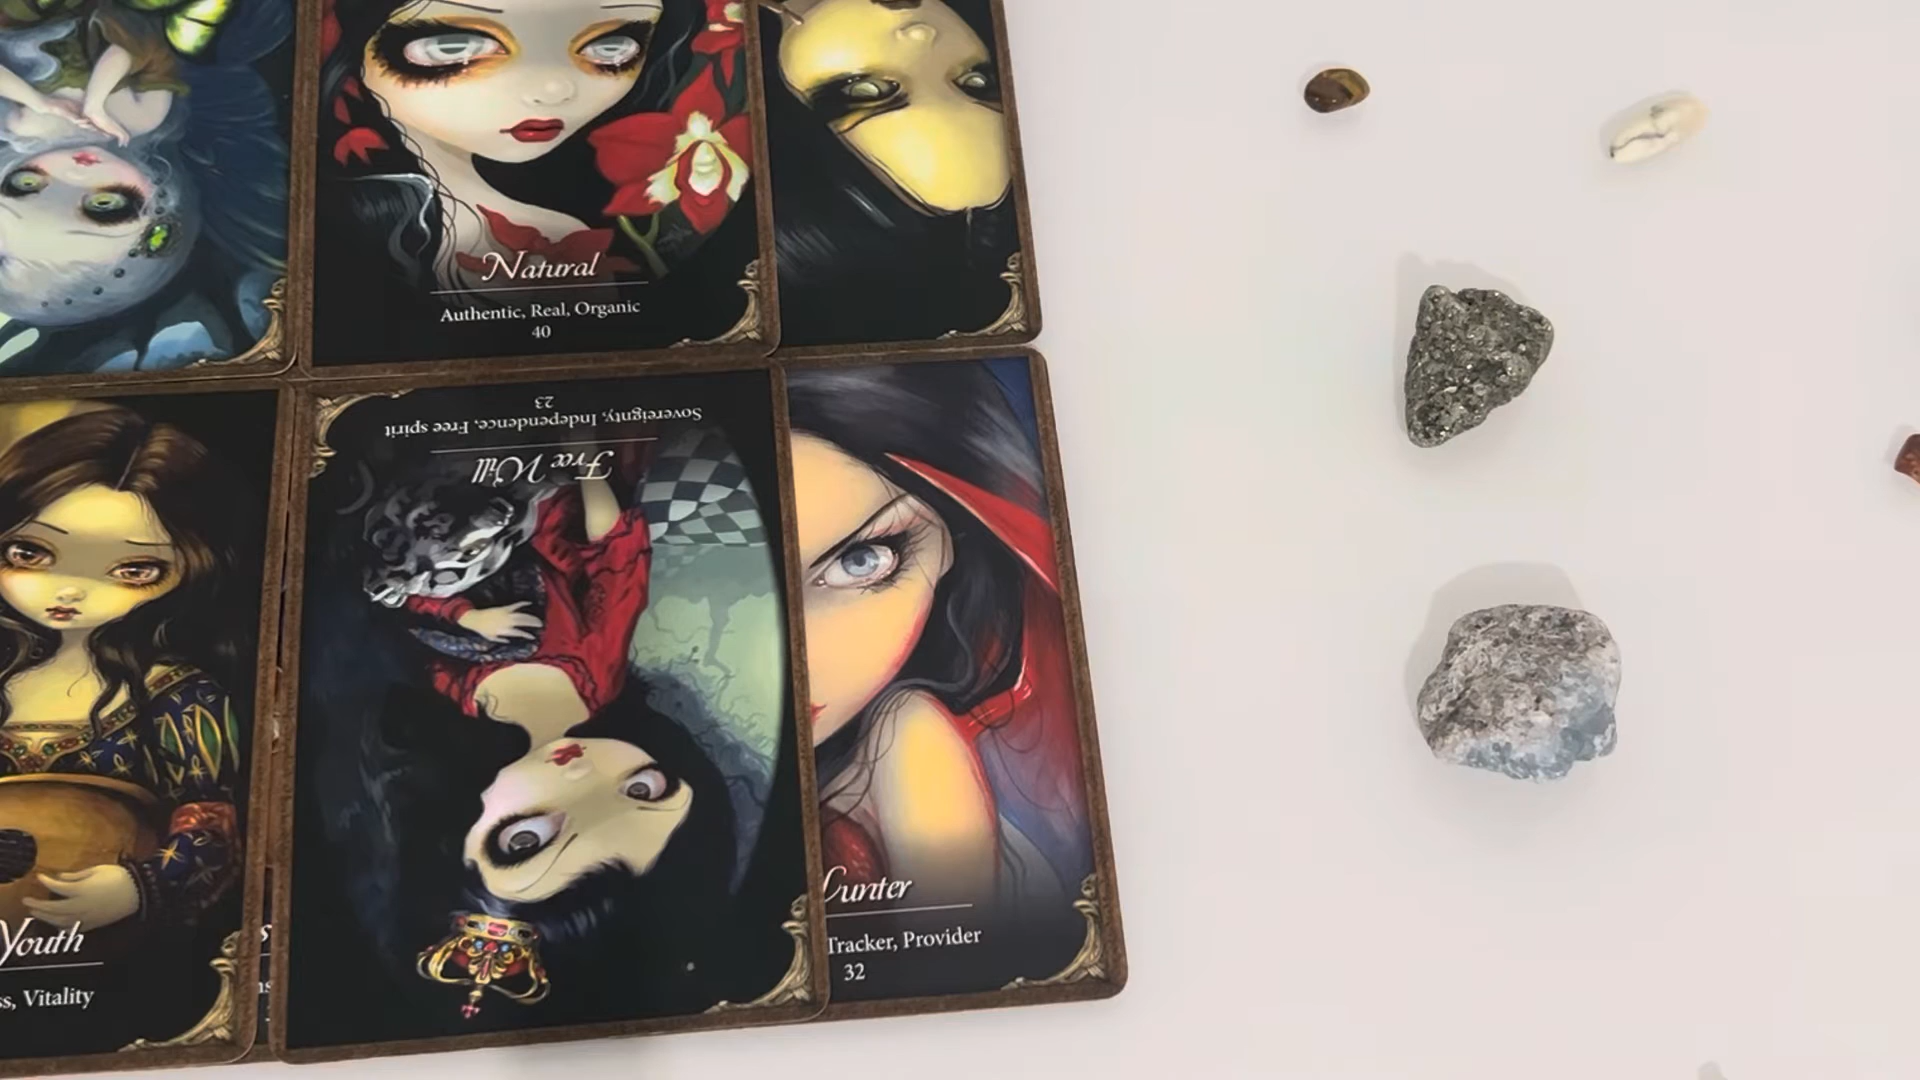 Natural
Authentic, Real, Organic
40
Free Will
Sovereignty, Independence, Free spirit
23
Tracker, Provider
32
Youth
Vitality